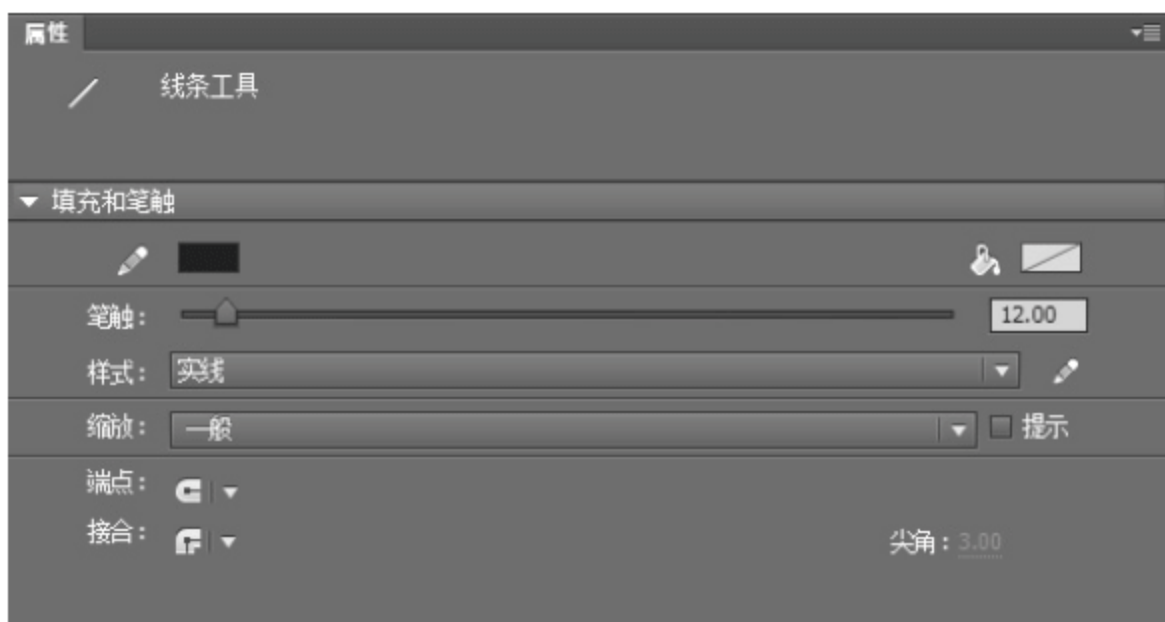 属性
线条工具
填充和笔触
笔触： 12.00
样式： 实线
缩放： 一般 提示
端点：
接合： 尖角：3.00